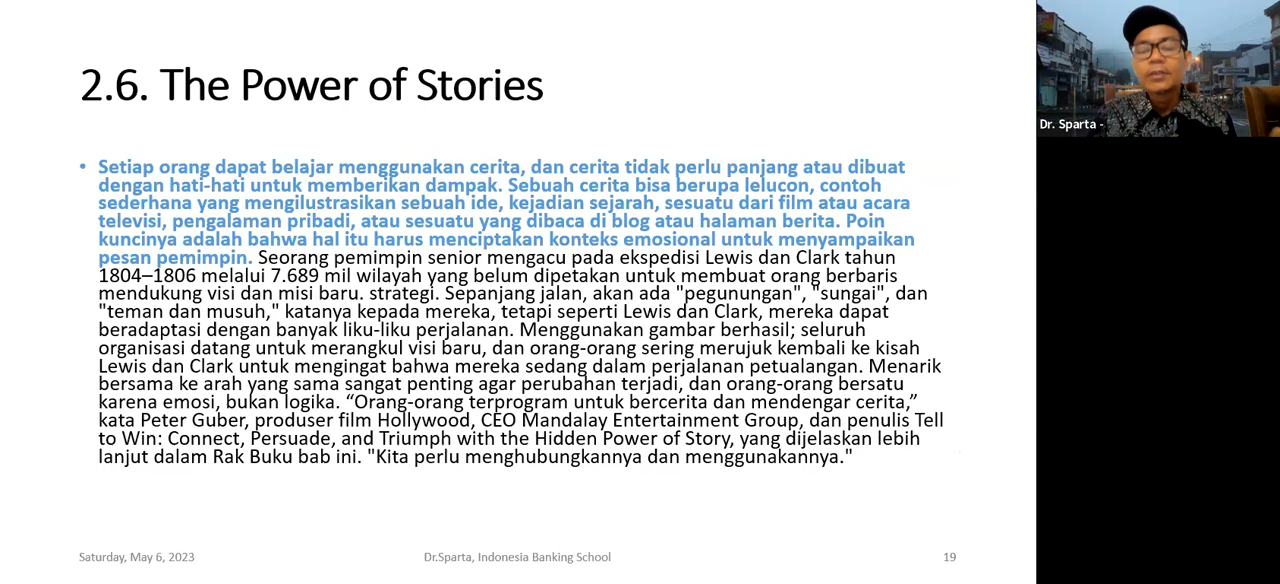 2.6. The Power of Stories
• Setiap orang dapat belajar menggunakan cerita, dan cerita tidak perlu panjang atau dibuat
dengan hati-hati untuk memberikan dampak. Sebuah cerita bisa berupa lelucon, contoh
sederhana yang mengilustrasikan sebuah ide, kejadian sejarah, sesuatu dari film atau acara
televisi, pengalaman pribadi, atau sesuatu yang dibaca di blog atau halaman berita. Poin
kuncinya adalah bahwa hal itu harus menciptakan konteks emosional untuk menyampaikan
pesan pemimpin. Seorang pemimpin senior mengacu pada ekspedisi Lewis dan Clark tahun
1804–1806 melalui 7.689 mil wilayah yang belum dipetakan untuk membuat orang berbaris
mendukung visi dan misi baru. strategi. Sepanjang jalan, akan ada "pegunungan", "sungai", dan
"teman dan musuh," katanya kepada mereka, tetapi seperti Lewis dan Clark, mereka dapat
beradaptasi dengan banyak liku-liku perjalanan. Menggunakan gambar berhasil; seluruh
organisasi datang untuk merangkul visi baru, dan orang-orang sering merujuk kembali ke kisah
Lewis dan Clark untuk mengingat bahwa mereka sedang dalam perjalanan petualangan. Menarik
bersama ke arah yang sama sangat penting agar perubahan terjadi, dan orang-orang bersatu
karena emosi, bukan logika. “Orang-orang terprogram untuk bercerita dan mendengar cerita,”
kata Peter Guber, produser film Hollywood, CEO Mandalay Entertainment Group, dan penulis Tell
to Win: Connect, Persuade, and Triumph with the Hidden Power of Story, yang dijelaskan lebih
lanjut dalam Rak Buku bab ini. "Kita perlu menghubungkannya dan menggunakannya."
Saturday, May 6, 2023
Dr.Sparta, Indonesia Banking School
19
Dr. Sparta -